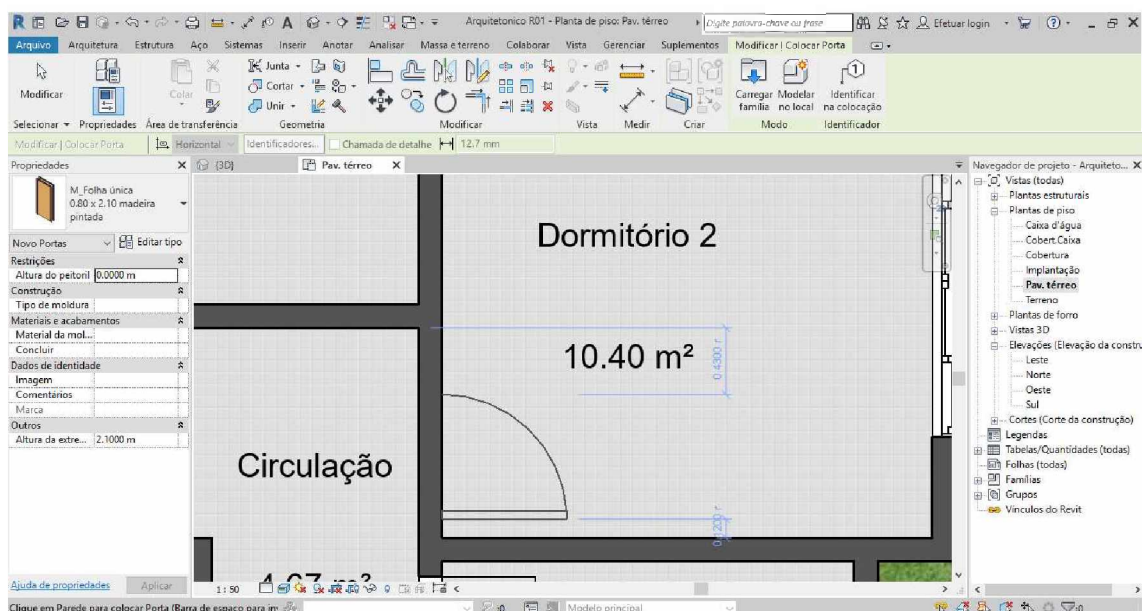 Arquitetonico R01 - Planta de piso: Pav. térreo
Digite palavra-chave ou frase
Efetuar login
Arquivo Arquitetura Estrutura Aço Sistemas Inserir Anotar Analisar Massa e terreno Colaborar Vista Gerenciar Suplementos Modificar | Colocar Porta
Modificar
Colar
Junta
Cortar
Unir
Carregar família
Modelar no local
Identificar na colocação
Selecionar Propriedades Área de transferência Geometria Modificar Vista Medir Criar Modo Identificador
Modificar | Colocar Porta Horizontal Identificadores... Chamada de detalhe 12.7 mm
Propriedades
{3D}
Pav. térreo
Navegador de projeto - Arquiteto...
M_Folha única
0.80 x 2.10 madeira
pintada
Novo Portas Editar tipo
Restrições
Altura do peitoril 0.0000 m
Construção
Tipo de moldura
Materiais e acabamentos
Material da mol...
Concluir
Dados de identidade
Imagem
Comentários
Marca
Outros
Altura da extre... 2.1000 m
Ajuda de propriedades Aplicar
Dormitório 2
10.40 m²
0.4300
Circulação
0.1200
4.67 m²
Vistas (todas)
Plantas estruturais
Plantas de piso
Caixa d'água
Cobert.Caixa
Cobertura
Implantação
Pav. térreo
Terreno
Plantas de forro
Vistas 3D
Elevações (Elevação da constru
Leste
Norte
Oeste
Sul
Cortes (Corte da construção)
Legendas
Tabelas/Quantidades (todas)
Folhas (todas)
Famílias
Grupos
Vínculos do Revit
1 : 50
Clique em Parede para colocar Porta (Barra de espaço para in
:0
Modelo principal
:0